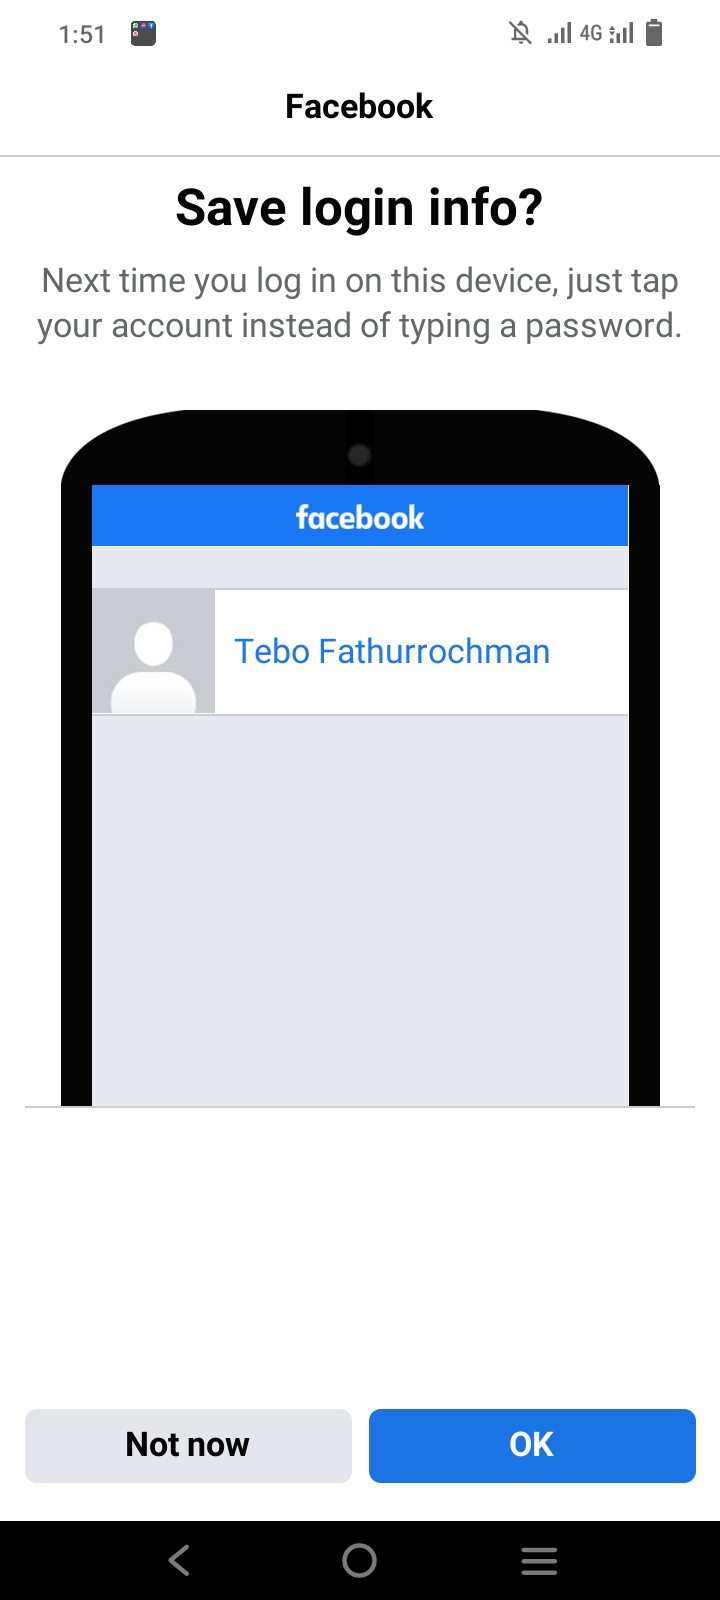 1:51
4G
Facebook
Save login info?
Next time you log in on this device, just tap
your account instead of typing a password.
facebook
Tebo Fathurrochman
Not now
OK